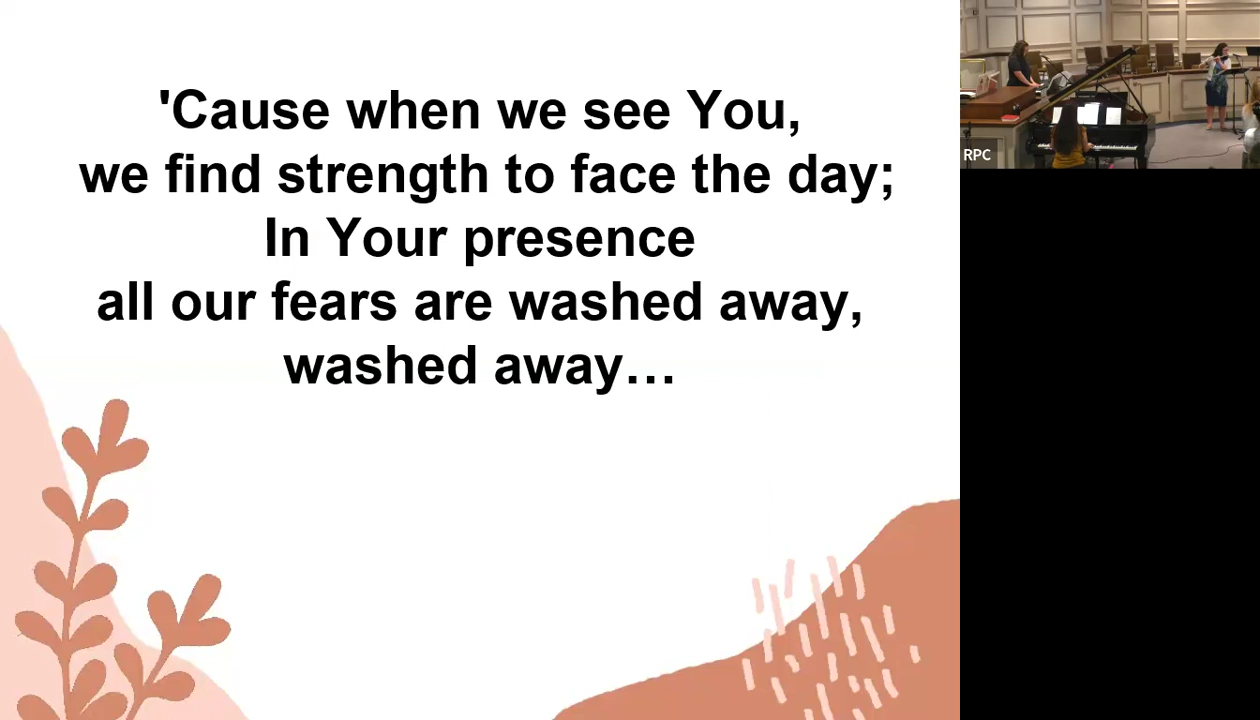 'Cause when we see You,
we find strength to face the day;
In Your presence
all our fears are washed away,
washed away…
RPC